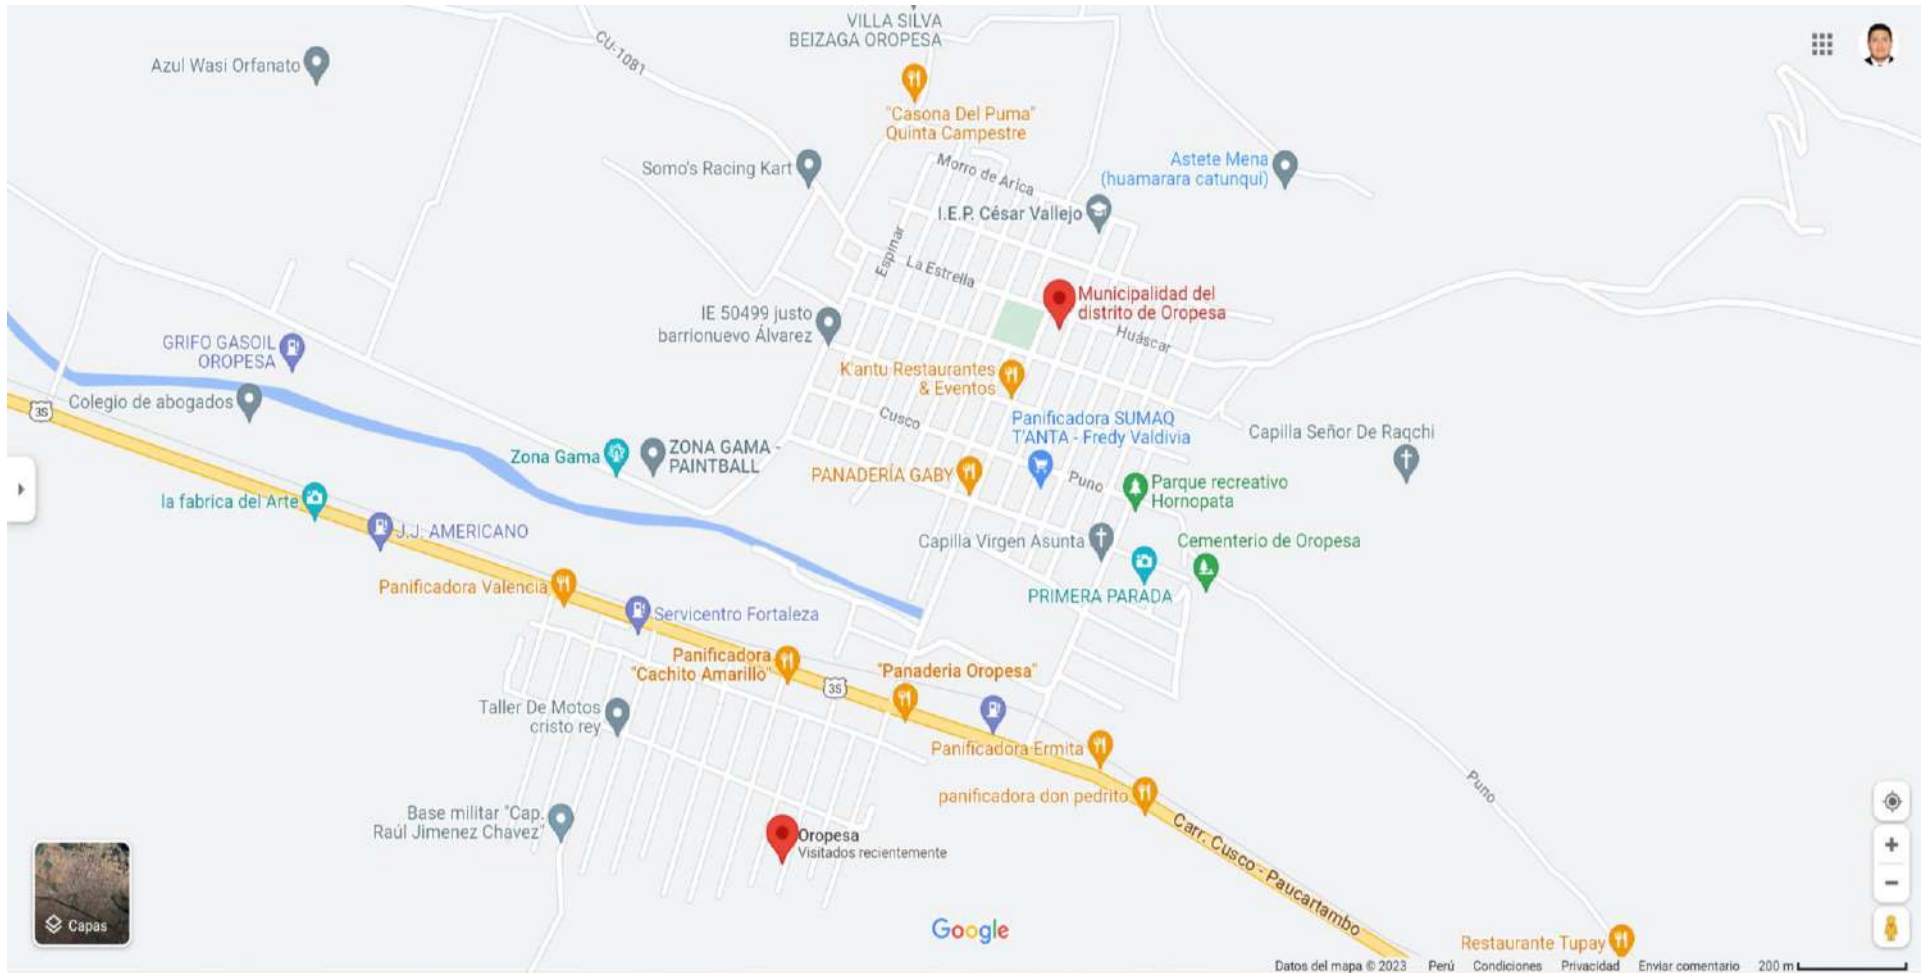 VILLA SILVA
BEIZAGA OROPESA
CU-1081
Azul Wasi Orfanato
"Casona Del Puma"
Quinta Campestre
Morro de Arica
Somo's Racing Kart
Astete Mena
(huamarara catunqui)
I.E.P. César Vallejo
Espinar
La Estrella
Municipalidad del
distrito de Oropesa
Huáscar
IE 50499 justo
barrionuevo Álvarez
GRIFO GASOIL
OROPESA
K'antu Restaurantes
& Eventos
Colegio de abogados
3S
Cusco
Panificadora SUMAQ
T'ANTA - Fredy Valdivia
Capilla Señor De Raqchi
Zona Gama
ZONA GAMA -
PAINTBALL
PANADERÍA GABY
Puno
Parque recreativo
Hornopata
la fabrica del Arte
J.J. AMERICANO
Capilla Virgen Asunta
Cementerio de Oropesa
Panificadora Valencia
PRIMERA PARADA
Servicentro Fortaleza
Panificadora
"Cachito Amarillo"
3S
"Panaderia Oropesa"
Taller De Motos
cristo rey
Panificadora Ermita
panificadora don pedrito
Puno
Base militar "Cap.
Raúl Jimenez Chavez"
Oropesa
Visitados recientemente
Carr. Cusco - Paucartambo
Capas
Google
Restaurante Tupay
Datos del mapa © 2023 Perú Condiciones Privacidad Enviar comentario 200 m